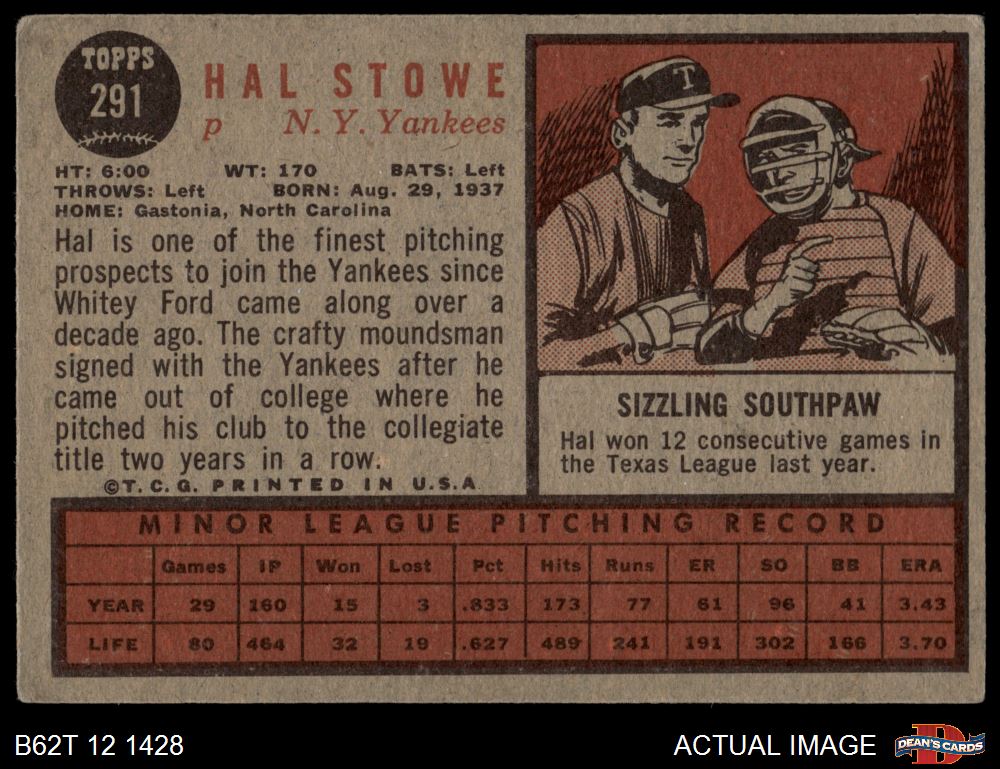 TOPPS
291
HAL STOWE
p N. Y. Yankees
HT: 6:00 WT: 170 BATS: Left
THROWS: Left BORN: Aug. 29, 1937
HOME: Gastonia, North Carolina
Hal is one of the finest pitching
prospects to join the Yankees since
Whitey Ford came along over a
decade ago. The crafty moundsman
signed with the Yankees after he
came out of college where he
pitched his club to the collegiate
title two years in a row.
©T.C.G. PRINTED IN U.S.A
T
SIZZLING SOUTHPAW
Hal won 12 consecutive games in
the Texas League last year.
MINOR LEAGUE PITCHING RECORD
Games IP Won Lost Pct Hits Runs ER SO BB ERA
YEAR 29 160 15 3 .833 173 77 61 96 41 3.43
LIFE 80 464 32 19 .627 489 241 191 302 166 3.70
B62T 12 1428
ACTUAL IMAGE
D
DEAN'S CARDS